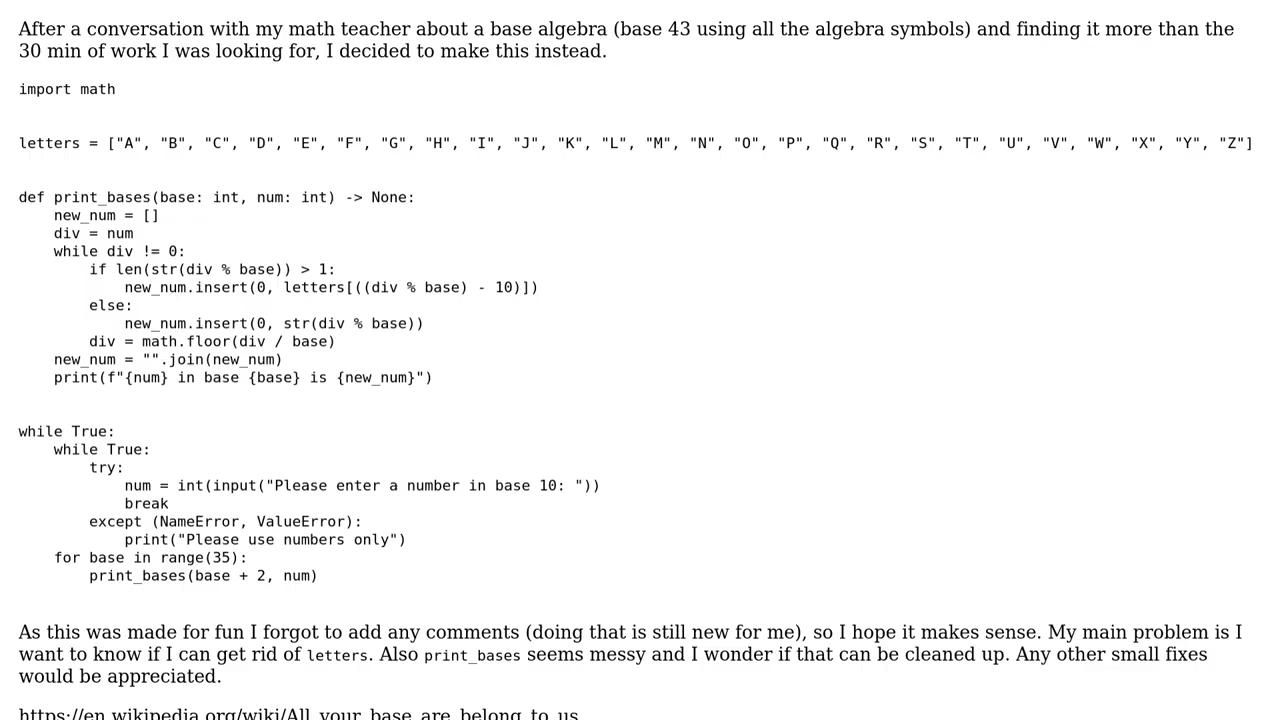 After a conversation with my math teacher about a base algebra (base 43 using all the algebra symbols) and finding it more than the
30 min of work I was looking for, I decided to make this instead.
import math
letters = ["A", "B", "C", "D", "E", "F", "G", "H", "I", "J", "K", "L", "M", "N", "O", "P", "Q", "R", "S", "T", "U", "V", "W", "X", "Y", "Z"]
def print_bases(base: int, num: int) -> None:
    new_num = []
    div = num
    while div != 0:
        if len(str(div % base)) > 1:
            new_num.insert(0, letters[((div % base) - 10)])
        else:
            new_num.insert(0, str(div % base))
        div = math.floor(div / base)
    new_num = "".join(new_num)
    print(f"{num} in base {base} is {new_num}")
while True:
    while True:
        try:
            num = int(input("Please enter a number in base 10: "))
            break
        except (NameError, ValueError):
            print("Please use numbers only")
    for base in range(35):
        print_bases(base + 2, num)
As this was made for fun I forgot to add any comments (doing that is still new for me), so I hope it makes sense. My main problem is I
want to know if I can get rid of letters. Also print_bases seems messy and I wonder if that can be cleaned up. Any other small fixes
would be appreciated.
https://en.wikipedia.org/wiki/All_your_base_are_belong_to_us